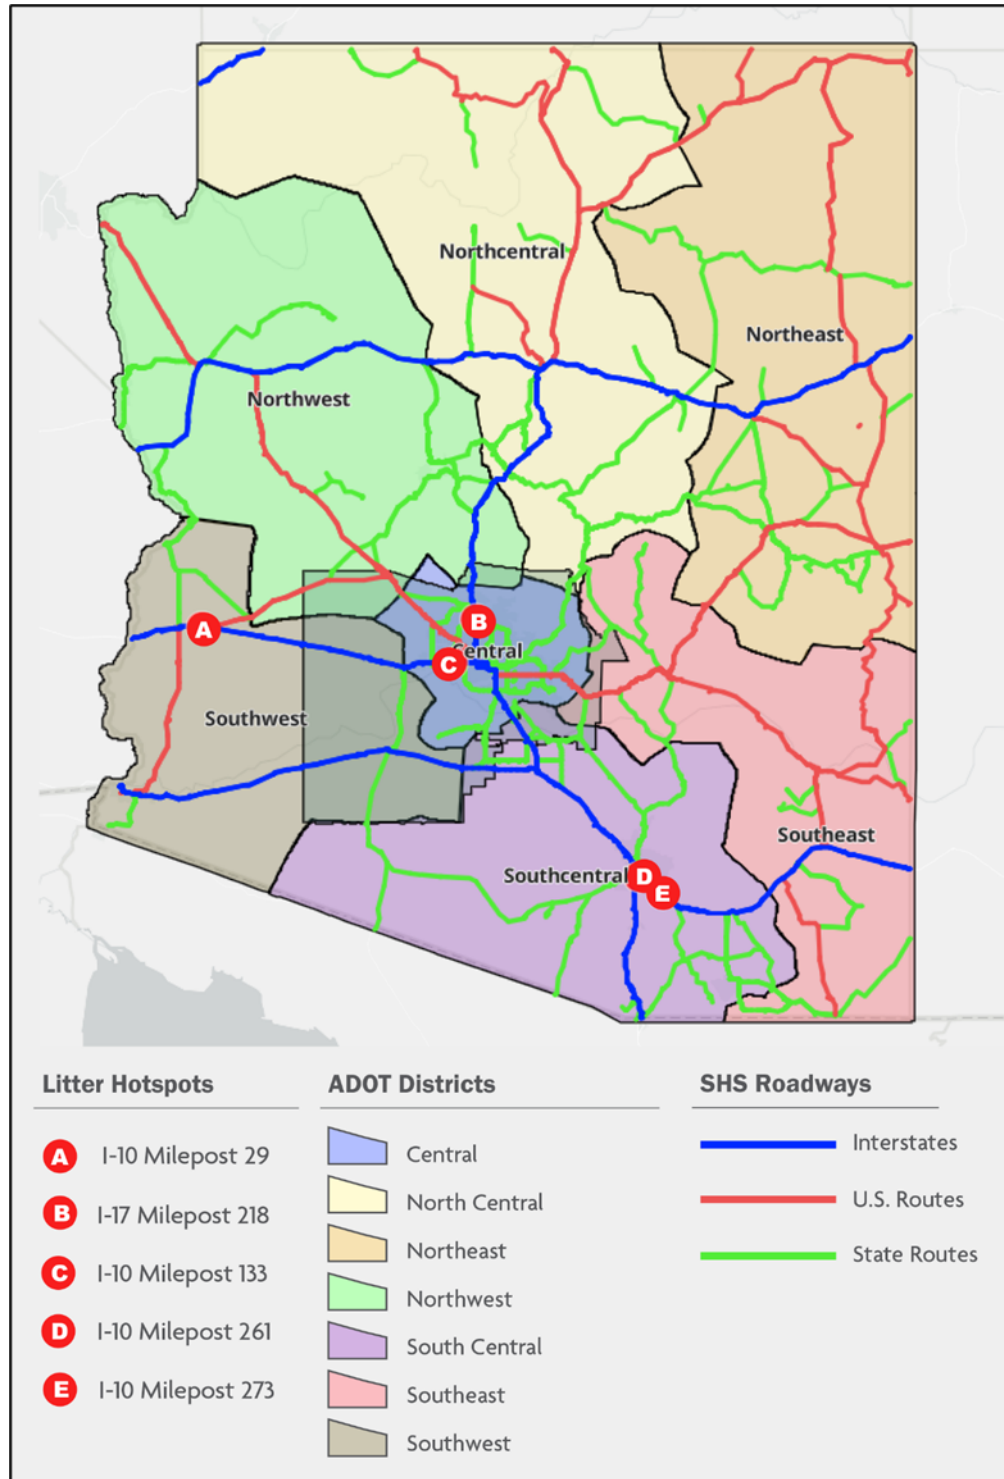 Northcentral
Northeast
Northwest
A
B
Central
C
Southwest
Southeast
Southcentral
D
E
Litter Hotspots
A I-10 Milepost 29
B I-17 Milepost 218
C I-10 Milepost 133
D I-10 Milepost 261
E I-10 Milepost 273
ADOT Districts
Central
North Central
Northeast
Northwest
South Central
Southeast
Southwest
SHS Roadways
Interstates
U.S. Routes
State Routes